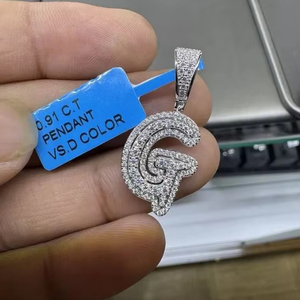 0.91 C.T
PENDANT
VS.D COLOR
G